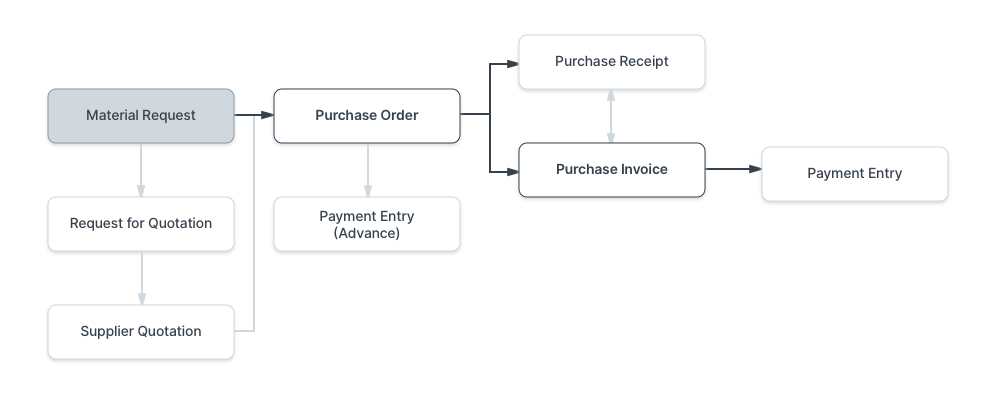 Purchase Receipt
Material Request
Purchase Order
Purchase Invoice
Payment Entry
Request for Quotation
Payment Entry
(Advance)
Supplier Quotation